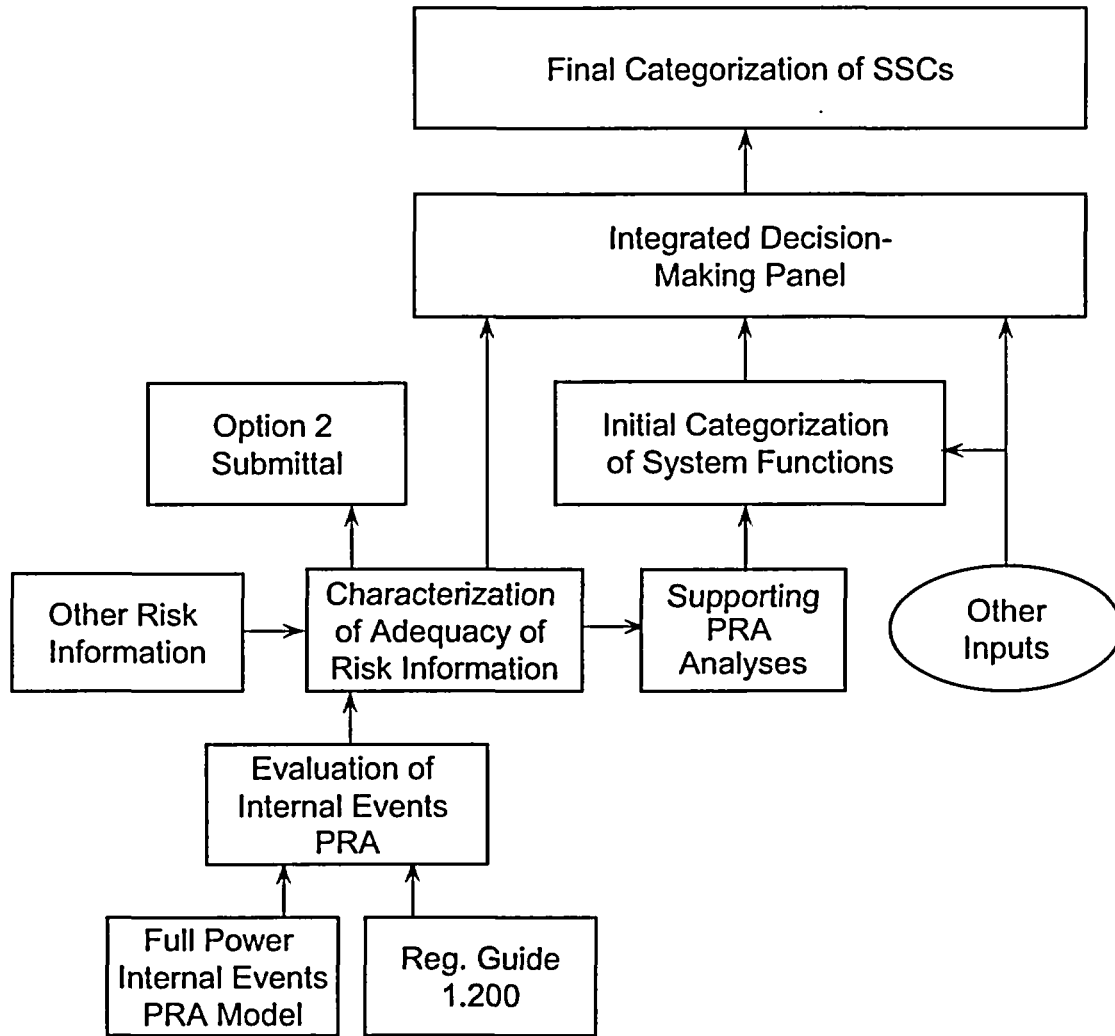 Final Categorization of SSCs
Integrated Decision-
Making Panel
Option 2
Submittal
Initial Categorization
of System Functions
Other Risk
Information
Characterization
of Adequacy of
Risk Information
Supporting
PRA
Analyses
Other
Inputs
Evaluation of
Internal Events
PRA
Full Power
Internal Events
PRA Model
Reg. Guide
1.200